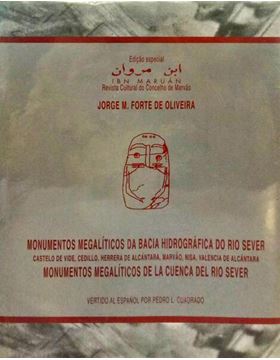 Edição especial
ابن مروان
IBN MARUÁN
Revista Cultural do Concelho de Marvão
JORGE M. FORTE DE OLIVEIRA
MONUMENTOS MEGALÍTICOS DA BACIA HIDROGRÁFICA DO RIO SEVER
CASTELO DE VIDE, CEDILLO, HERRERA DE ALCÁNTARA, MARVÃO, NISA, VALENCIA DE ALCÁNTARA
MONUMENTOS MEGALÍTICOS DE LA CUENCA DEL RIO SEVER
VERTIDO AL ESPAÑOL POR PEDRO L. CUADRADO